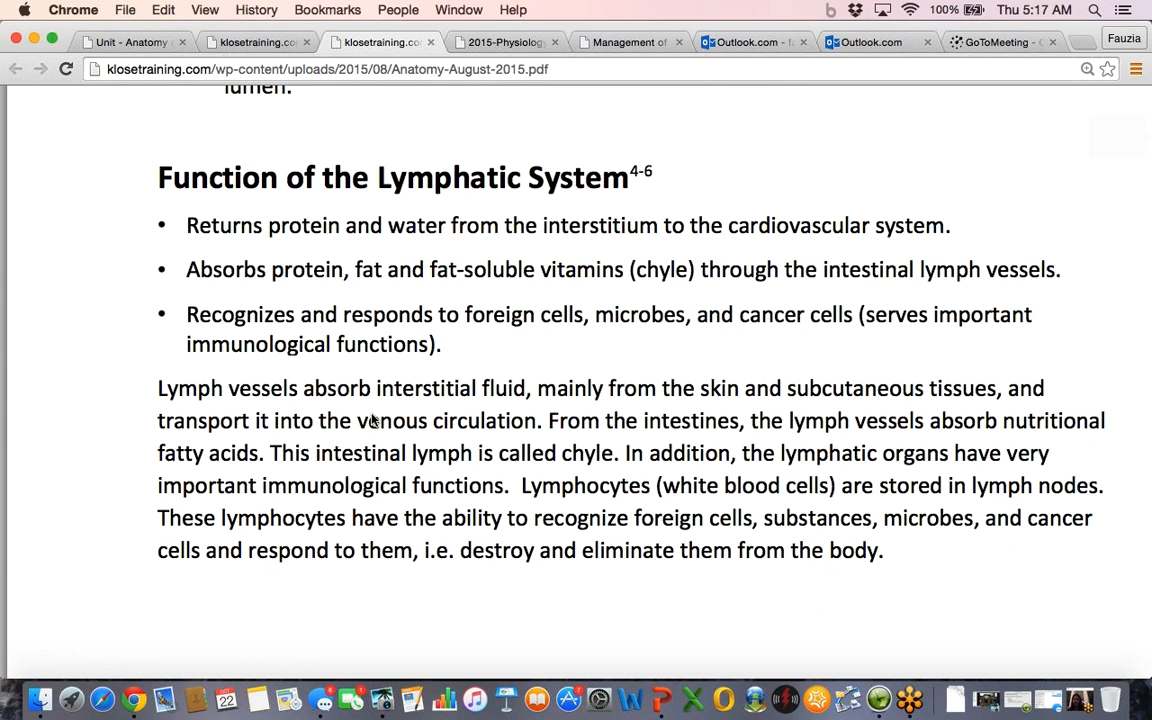 Chrome File Edit View History Bookmarks People Window Help 100% Thu 5:17 AM
Unit - Anatomy klosetraining.co klosetraining.co 2015-Physiology Management of Outlook.com - f Outlook.com GoToMeeting - Fauzia
klosetraining.com/wp-content/uploads/2015/08/Anatomy-August-2015.pdf
lumen.
Function of the Lymphatic System4-6
• Returns protein and water from the interstitium to the cardiovascular system.
• Absorbs protein, fat and fat-soluble vitamins (chyle) through the intestinal lymph vessels.
• Recognizes and responds to foreign cells, microbes, and cancer cells (serves important
immunological functions).
Lymph vessels absorb interstitial fluid, mainly from the skin and subcutaneous tissues, and
transport it into the venous circulation. From the intestines, the lymph vessels absorb nutritional
fatty acids. This intestinal lymph is called chyle. In addition, the lymphatic organs have very
important immunological functions. Lymphocytes (white blood cells) are stored in lymph nodes.
These lymphocytes have the ability to recognize foreign cells, substances, microbes, and cancer
cells and respond to them, i.e. destroy and eliminate them from the body.
22